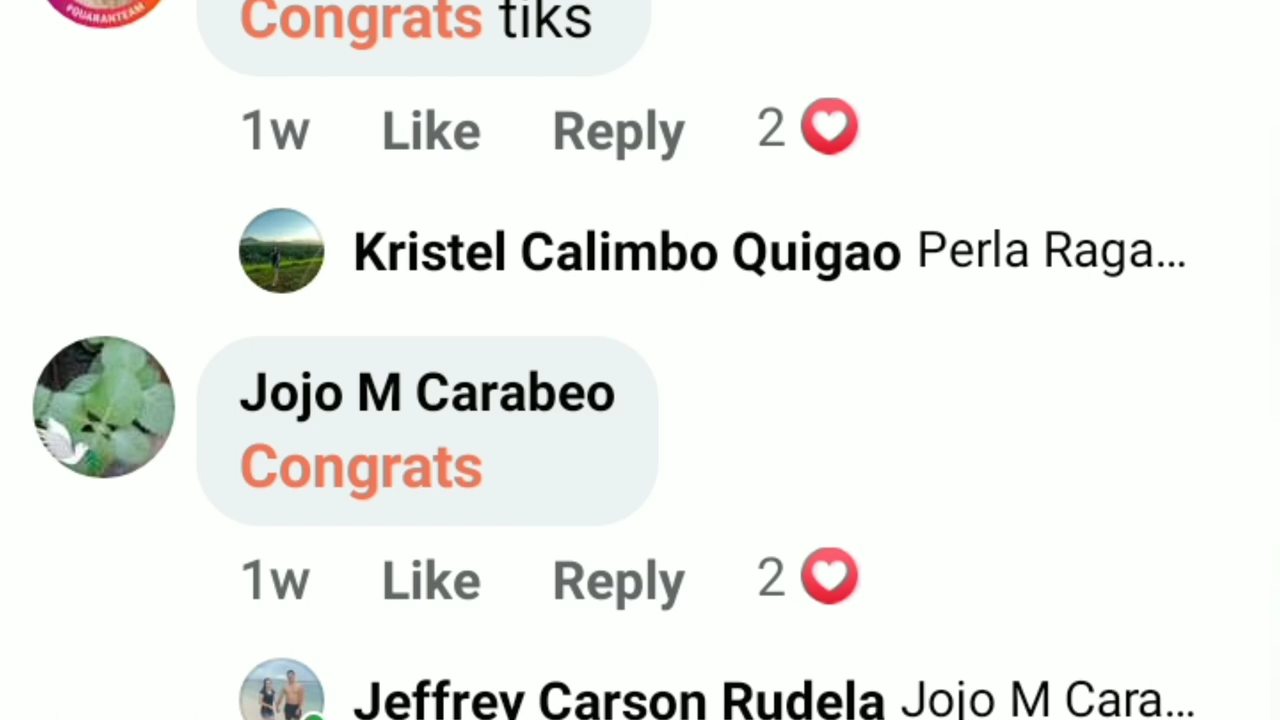 #QUARANTEAM
Congrats tiks
1w Like Reply 2
Kristel Calimbo Quigao Perla Raga...
Jojo M Carabeo
Congrats
1w Like Reply 2
Jeffrey Carson Rudela Jojo M Cara...